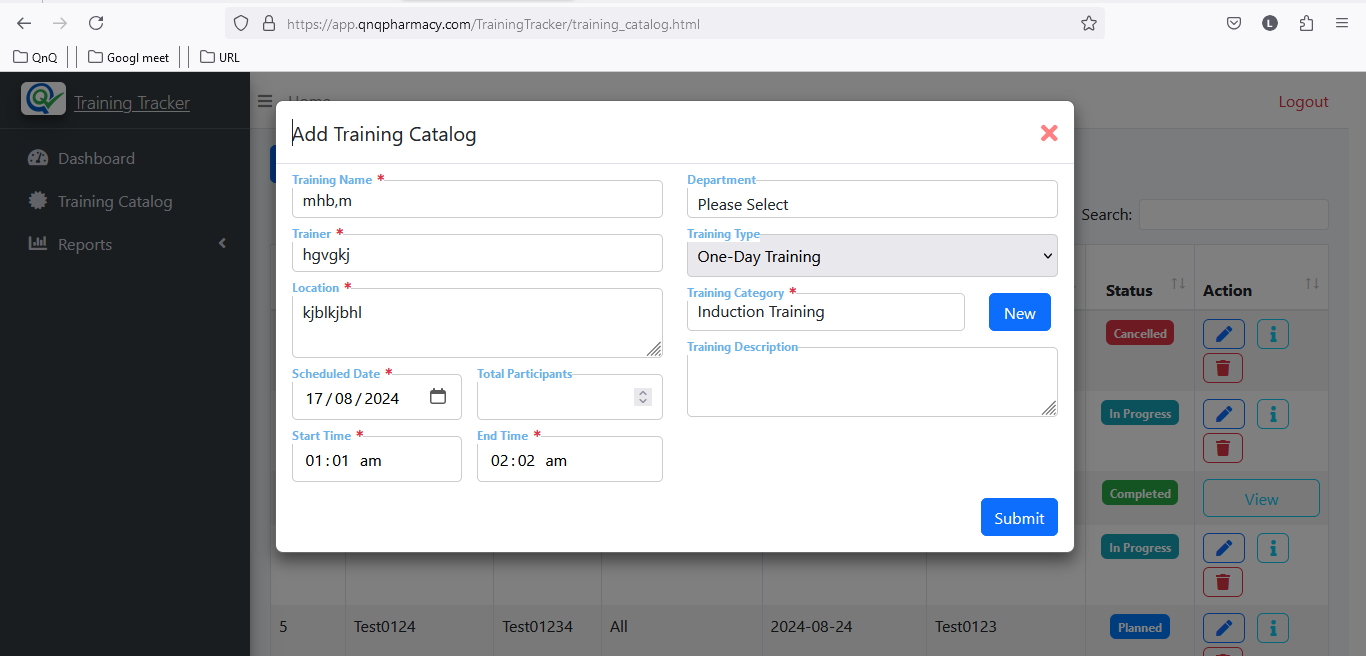 https://app.qnqpharmacy.com/TrainingTracker/training_catalog.html
L
QnQ
Googl meet
URL
Training Tracker
Logout
Dashboard
Training Catalog
Reports
Add Training Catalog
Training Name *
mhb,m
Department
Please Select
Trainer *
hgvgkj
Training Type
One-Day Training
Location *
kjblkjbhl
Training Category *
Induction Training
New
Training Description
Scheduled Date *
17/08/2024
Total Participants
Start Time *
01:01 am
End Time *
02:02 am
Submit
Search:
Status
Action
Cancelled
In Progress
Completed
View
In Progress
5 Test0124 Test01234 All 2024-08-24 Test0123 Planned